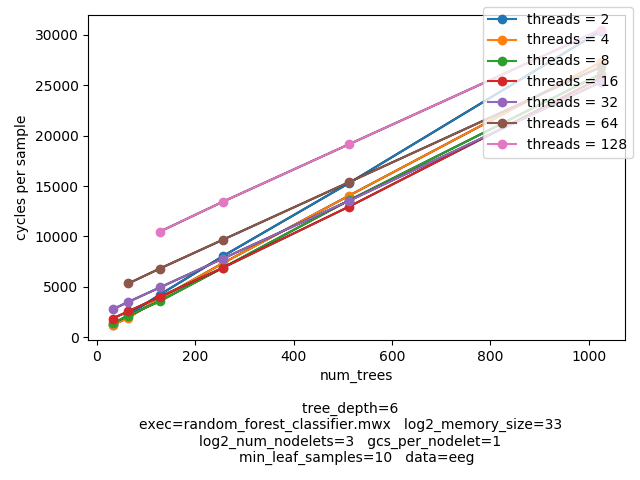 threads = 2
threads = 4
threads = 8
threads = 16
threads = 32
threads = 64
threads = 128
30000
25000
20000
15000
10000
5000
0
cycles per sample
0 200 400 600 800 1000
num_trees
tree_depth=6
exec=random_forest_classifier.mwx log2_memory_size=33
log2_num_nodelets=3 gcs_per_nodelet=1
min_leaf_samples=10 data=eeg